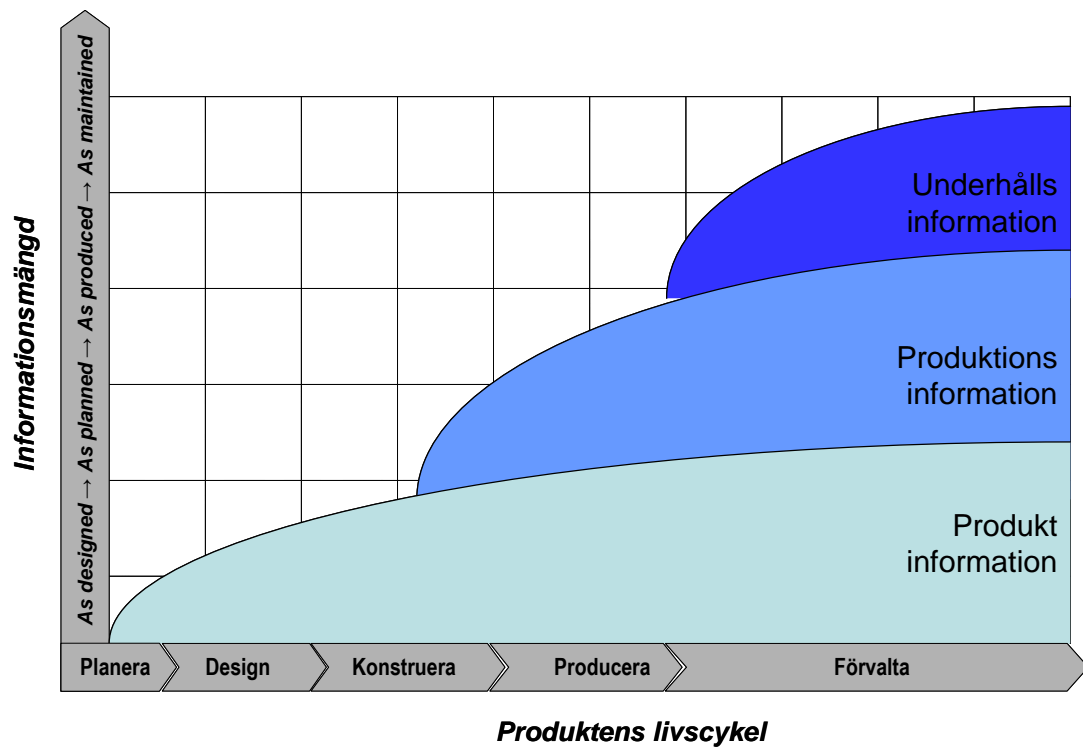 Informationsmängd
As designed → As planned → As produced → As maintained
Underhålls
information
Produktions
information
Produkt
information
Planera
Design
Konstruera
Producera
Förvalta
Produktens livscykel